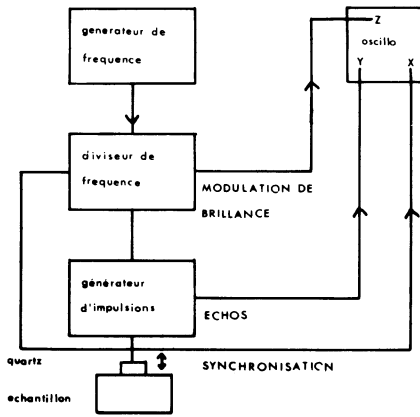 generateur de
frequence
Z
oscillo
Y X
diviseur de
frequence
MODULATION DE
BRILLANCE
générateur
d'impulsions
ECHOS
quartz
SYNCHRONISATION
echantillon